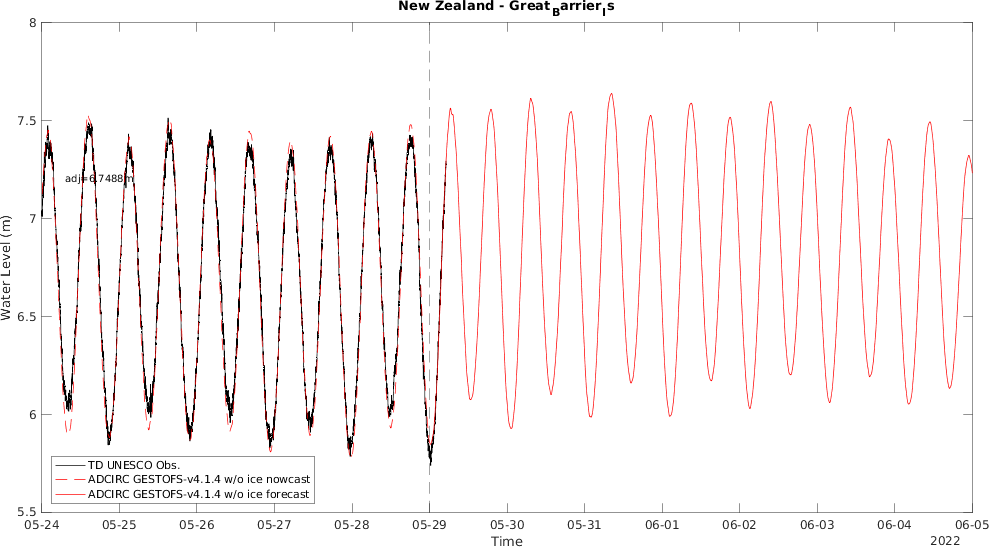 New Zealand - GreatBarrierIs
8
7.5
7
6.5
6
5.5
Water Level (m)
adj=6.7488m
TD UNESCO Obs.
ADCIRC GESTOFS-v4.1.4 w/o ice nowcast
ADCIRC GESTOFS-v4.1.4 w/o ice forecast
05-24 05-25 05-26 05-27 05-28 05-29 05-30 05-31 06-01 06-02 06-03 06-04 06-05
Time
2022